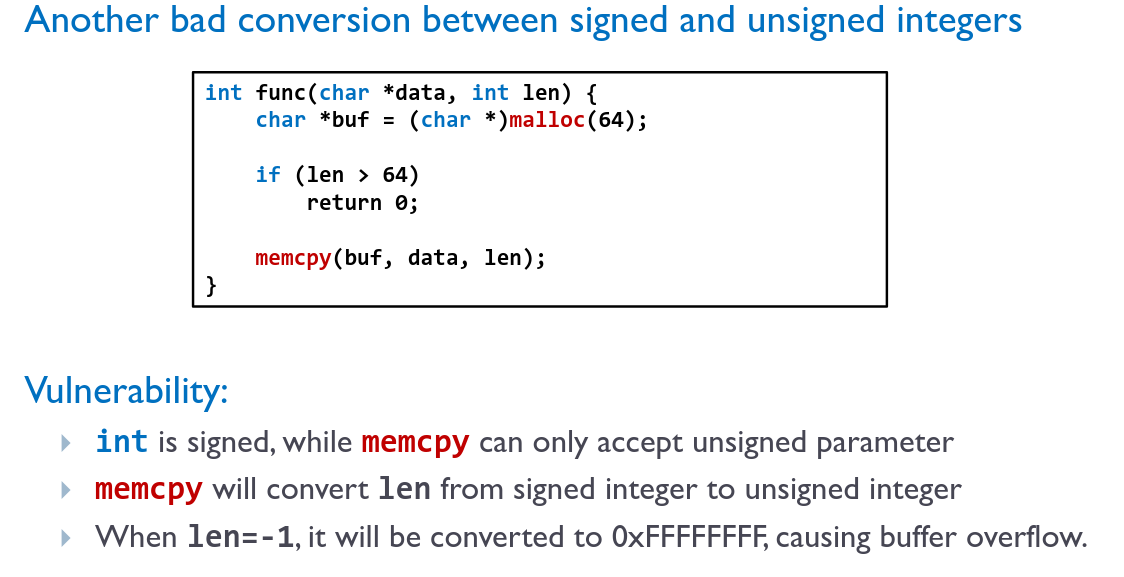 Another bad conversion between signed and unsigned integers
int func(char *data, int len) {
char *buf = (char *)malloc(64);
if (len > 64)
return 0;
memcpy(buf, data, len);
}
Vulnerability:
int is signed, while memcpy can only accept unsigned parameter
memcpy will convert len from signed integer to unsigned integer
When len=-1, it will be converted to 0xFFFFFFFF, causing buffer overflow.